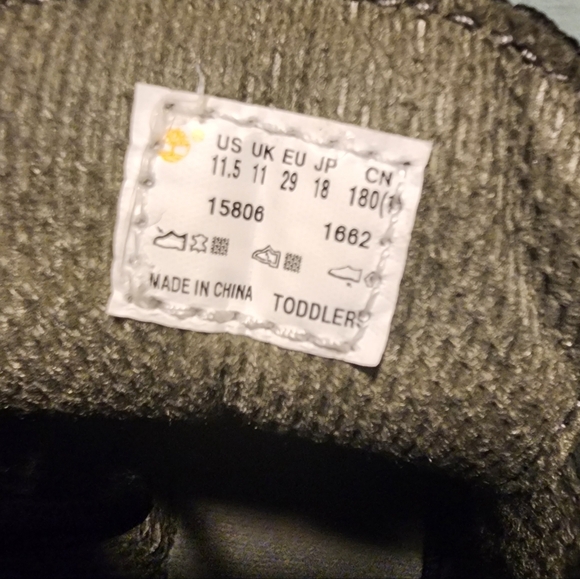 US UK EU JP CN
11.5 11 29 18 180(1
15806 1662
MADE IN CHINA TODDLERS